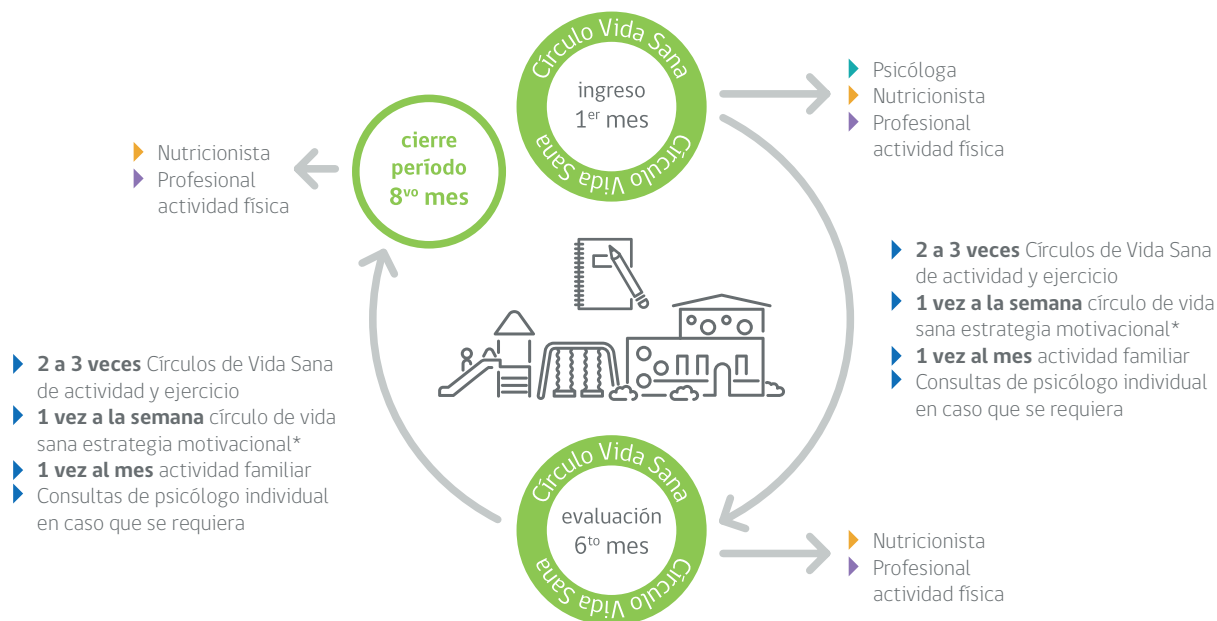 Círculo Vida Sana
ingreso
1er mes
Círculo Vida Sana
Psicóloga
Nutricionista
Profesional
actividad física
2 a 3 veces Círculos de Vida Sana
de actividad y ejercicio
1 vez a la semana círculo de vida
sana estrategia motivacional*
1 vez al mes actividad familiar
Consultas de psicólogo individual
en caso que se requiera
Círculo Vida Sana
evaluación
6to mes
Círculo Vida Sana
Nutricionista
Profesional
actividad física
2 a 3 veces Círculos de Vida Sana
de actividad y ejercicio
1 vez a la semana círculo de vida
sana estrategia motivacional*
1 vez al mes actividad familiar
Consultas de psicólogo individual
en caso que se requiera
cierre
período
8vo mes
Nutricionista
Profesional
actividad física